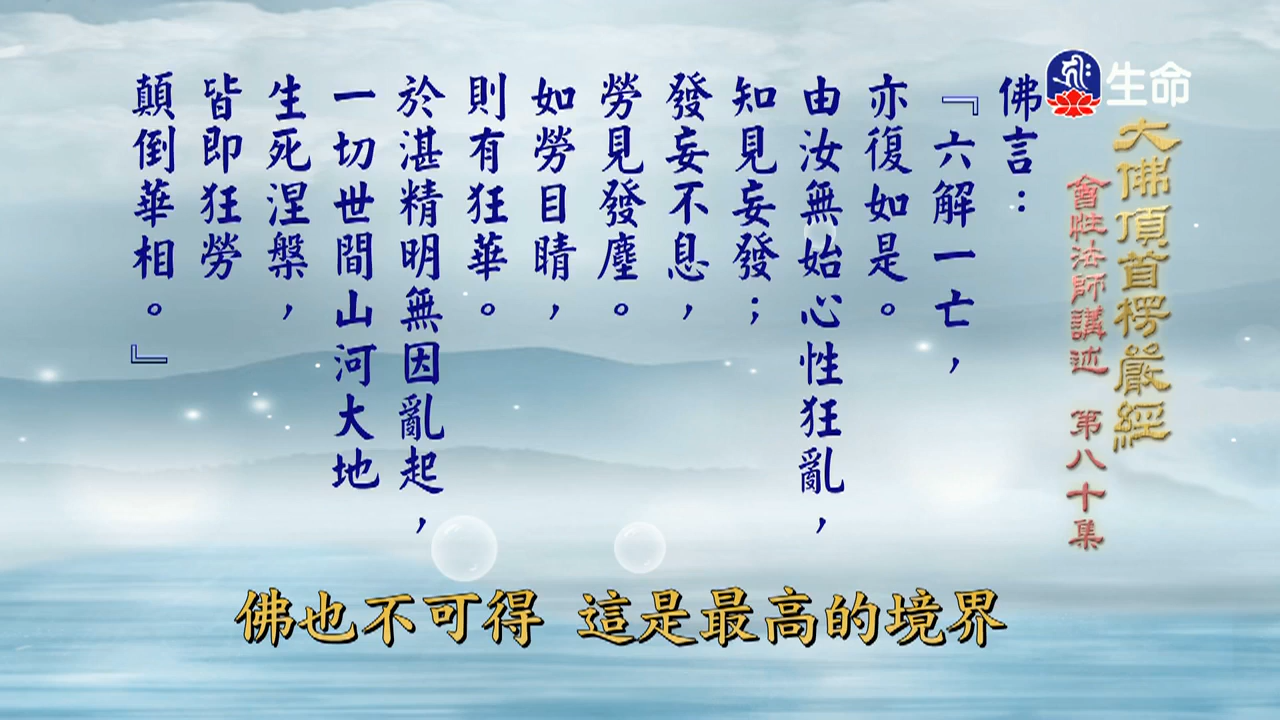 生命
大佛頂首楞嚴經
會性法師講述 第八十集
佛言：
『六解一亡，
亦復如是。
由汝無始心性狂亂，
知見妄發；
發妄不息，
勞見發塵。
如勞目睛，
則有狂華。
於湛精明無因亂起，
一切世間山河大地
生死涅槃，
皆即狂勞
顛倒華相。』
佛也不可得 這是最高的境界